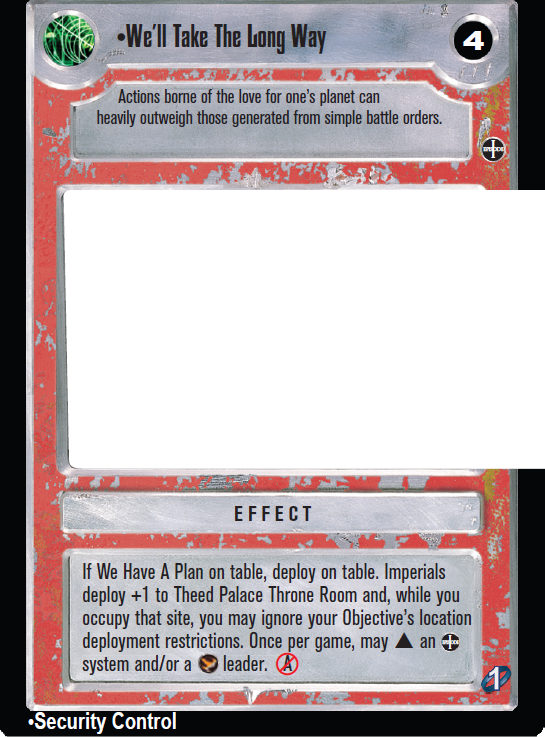 •We'll Take The Long Way
4
Actions borne of the love for one's planet can
heavily outweigh those generated from simple battle orders.
EPISODE I
EFFECT
If We Have A Plan on table, deploy on table. Imperials
deploy +1 to Theed Palace Throne Room and, while you
occupy that site, you may ignore your Objective's location
deployment restrictions. Once per game, may ▲ an EPISODE I
system and/or a leader. A
1
•Security Control